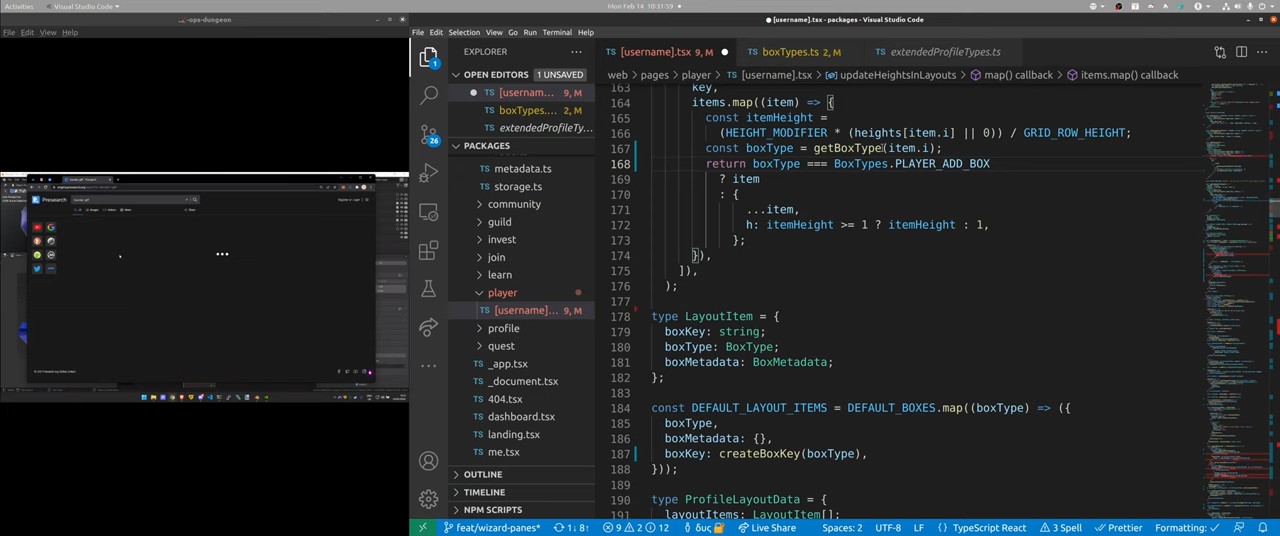 Activities
Visual Studio Code
Mon Feb 14, 10:31:59
-ops-dungeon
File Edit View Help
Presearch
[username].tsx - packages - Visual Studio Code
File Edit Selection View Go Run Terminal Help
EXPLORER
OPEN EDITORS 1 UNSAVED
TS [usernam... 9, M
TS boxTypes.... 2, M
TS extendedProfileTy...
PACKAGES
TS metadata.ts
TS storage.ts
community
guild
invest
join
learn
player
TS [username]... 9, M
profile
quest
TS _app.tsx
TS _document.tsx
TS 404.tsx
TS dashboard.tsx
TS landing.tsx
TS me.tsx
OUTLINE
TIMELINE
NPM SCRIPTS
TS [username].tsx 9, M
TS boxTypes.ts 2, M
TS extendedProfileTypes.ts
web > pages > player > TS [username].tsx > updateHeightsInLayouts > map() callback > items.map() callback
163 key,
164 items.map((item) => {
165 const itemHeight =
166 (HEIGHT_MODIFIER * (heights[item.i] || 0)) / GRID_ROW_HEIGHT;
167 const boxType = getBoxType(item.i);
168 return boxType === BoxTypes.PLAYER_ADD_BOX
169 ? item
170 : {
171 ...item,
172 h: itemHeight >= 1 ? itemHeight : 1,
173 };
174 }),
175 ]),
176 );
177
178 type LayoutItem = {
179 boxKey: string;
180 boxType: BoxType;
181 boxMetadata: BoxMetadata;
182 };
183
184 const DEFAULT_LAYOUT_ITEMS = DEFAULT_BOXES.map((boxType) => ({
185 boxType,
186 boxMetadata: {},
187 boxKey: createBoxKey(boxType),
188 }));
189
190 type ProfileLayoutData = {
191 layoutItems: LayoutItem[];
feat/wizard-panes* 1↓ 8↑ 9 2 12 δυς Live Share Spaces: 2 UTF-8 LF TypeScript React 3 Spell Prettier Formatting: ✓